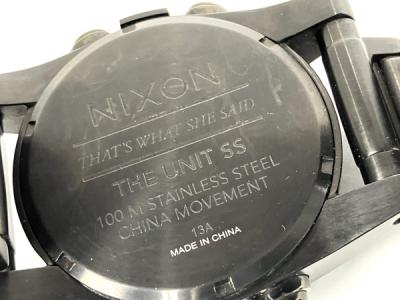 NIXON
THAT'S WHAT SHE SAID
THE UNIT SS
100 M STAINLESS STEEL
CHINA MOVEMENT
13A
MADE IN CHINA